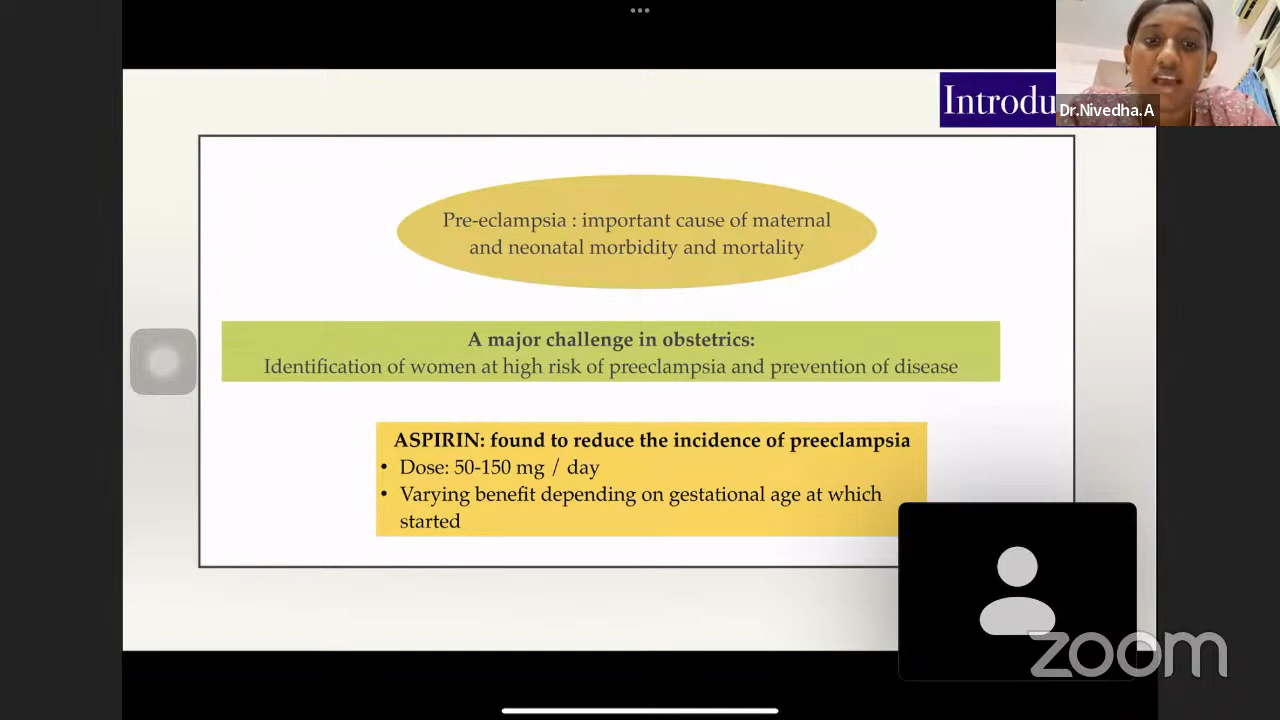 Introdu
Dr.Nivedha.A
Pre-eclampsia : important cause of maternal
and neonatal morbidity and mortality
A major challenge in obstetrics:
Identification of women at high risk of preeclampsia and prevention of disease
ASPIRIN: found to reduce the incidence of preeclampsia
• Dose: 50-150 mg / day
• Varying benefit depending on gestational age at which
started
zoom